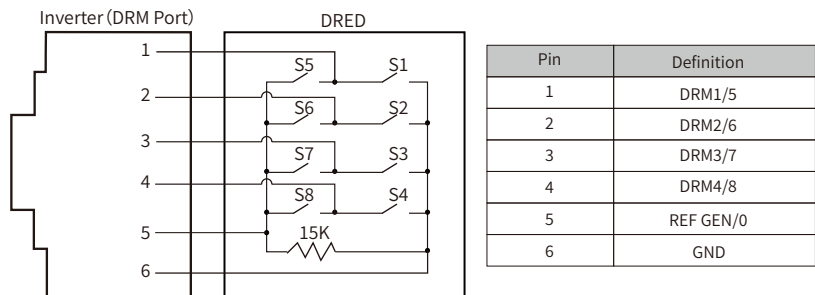 Inverter(DRM Port)
DRED
1
S5 S1
2
S6 S2
3
S7 S3
4
S8 S4
5
15K
6
Pin Definition
1 DRM1/5
2 DRM2/6
3 DRM3/7
4 DRM4/8
5 REF GEN/0
6 GND